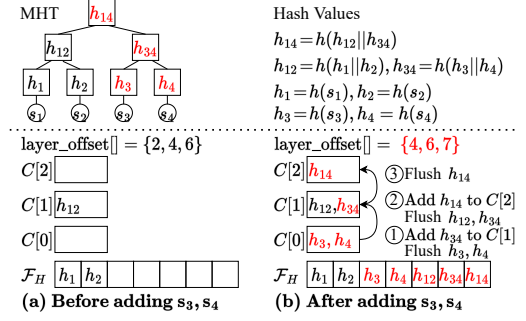 MHT
h₁₄
h₁₂ h₃₄
h₁ h₂ h₃ h₄
s₁ s₂ s₃ s₄
Hash Values
h₁₄=h(h₁₂||h₃₄)
h₁₂=h(h₁||h₂), h₃₄=h(h₃||h₄)
h₁=h(s₁), h₂=h(s₂)
h₃=h(s₃), h₄ = h(s₄)
layer_offset[] = {2, 4, 6}
C[2]
C[1] h₁₂
C[0]
F_H h₁ h₂
(a) Before adding s₃, s₄
layer_offset[] = {4, 6, 7}
C[2] h₁₄
C[1] h₁₂, h₃₄
C[0] h₃, h₄
③ Flush h₁₄
② Add h₁₄ to C[2]
Flush h₁₂, h₃₄
① Add h₃₄ to C[1]
Flush h₃, h₄
F_H h₁ h₂ h₃ h₄ h₁₂ h₃₄ h₁₄
(b) After adding s₃, s₄